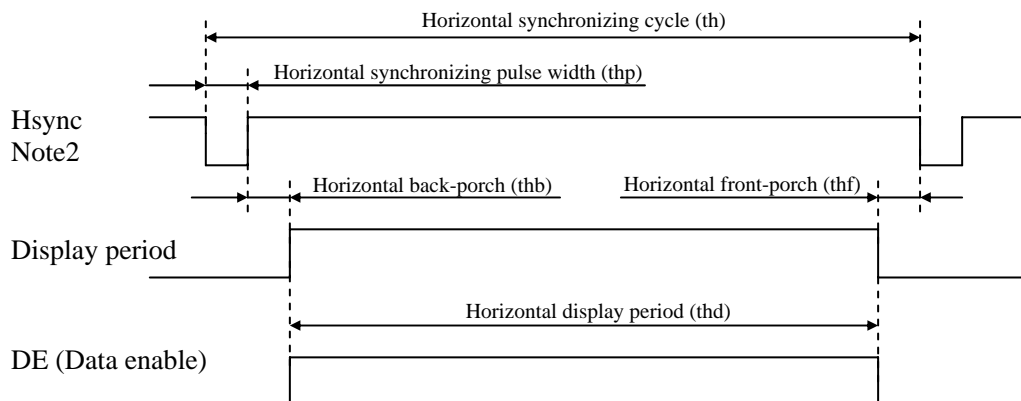 Horizontal synchronizing cycle (th)
Horizontal synchronizing pulse width (thp)
Hsync
Note2
Horizontal back-porch (thb)
Horizontal front-porch (thf)
Display period
Horizontal display period (thd)
DE (Data enable)